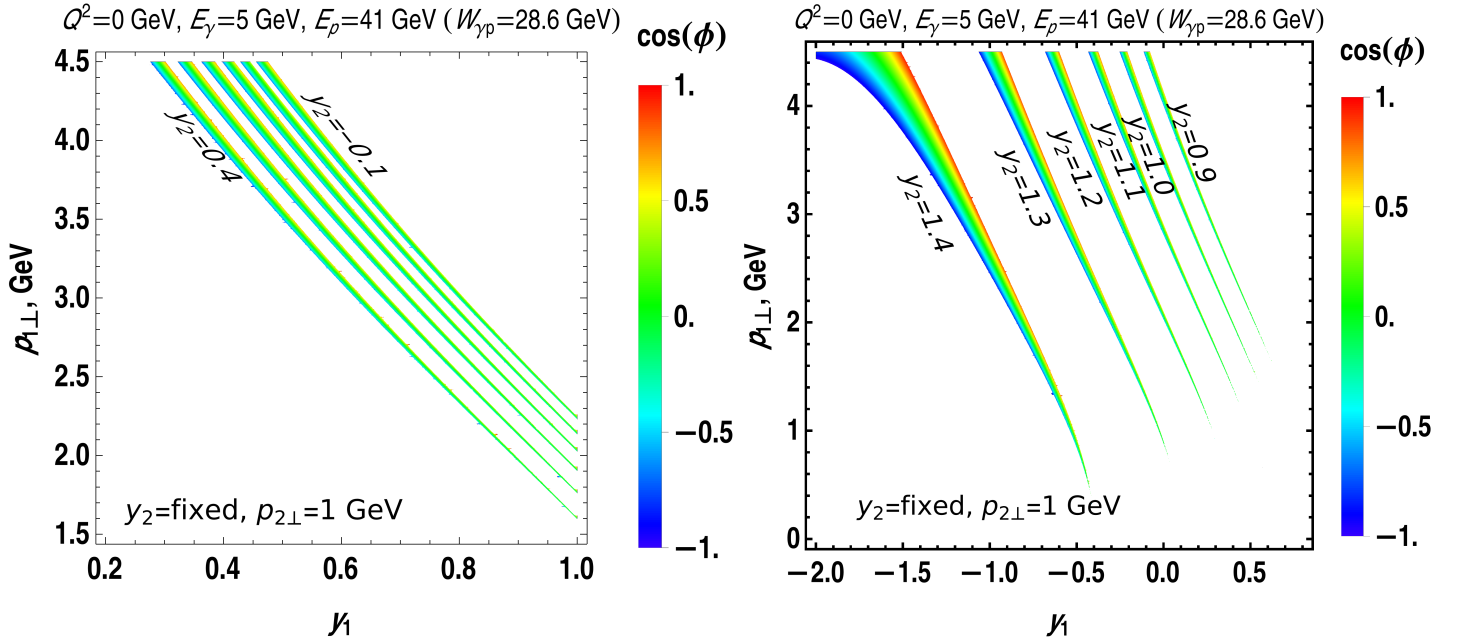 Q²=0 GeV, Eγ=5 GeV, Eₚ=41 GeV (Wγp=28.6 GeV)
cos(ϕ)
4.5
4.0
3.5
3.0
2.5
2.0
1.5
p1⊥, GeV
y₂=−0.1
y₂=0.4
y₂=fixed, p2⊥=1 GeV
0.2 0.4 0.6 0.8 1.0
y₁
1.
0.5
0.
−0.5
−1.
Q²=0 GeV, Eγ=5 GeV, Eₚ=41 GeV (Wγp=28.6 GeV)
cos(ϕ)
4
3
2
1
0
p1⊥, GeV
y₂=1.4
y₂=1.3
y₂=1.2
y₂=1.1
y₂=1.0
y₂=0.9
y₂=fixed, p2⊥=1 GeV
−2.0 −1.5 −1.0 −0.5 0.0 0.5
y₁
1.
0.5
0.
−0.5
−1.